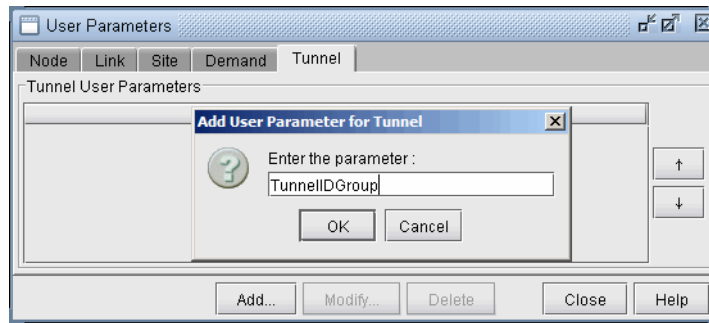 User Parameters
Node Link Site Demand Tunnel
Tunnel User Parameters
Add User Parameter for Tunnel
Enter the parameter :
TunnelIDGroup
OK Cancel
Add... Modify... Delete Close Help